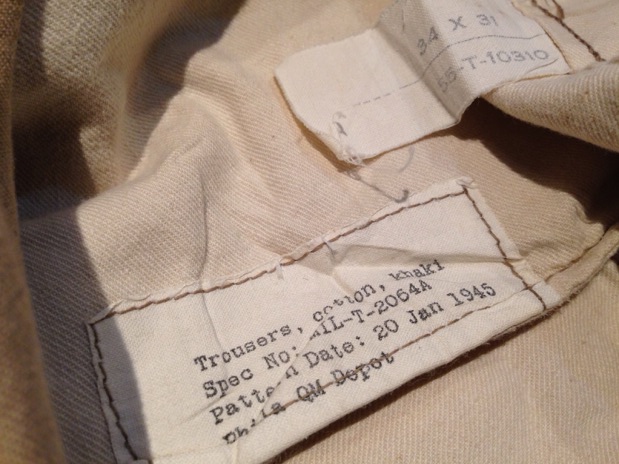 34 X 31
55-T-10310
Trousers, cotton, khaki
Spec No. MIL-T-2064A
Pattern Date: 20 Jan 1945
Phila QM Depot